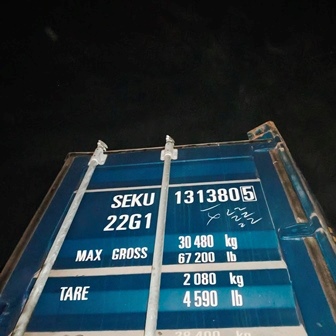 SEKU 131380 5
22G1
MAX GROSS 30 480 kg
67 200 lb
TARE 2 080 kg
4 590 lb